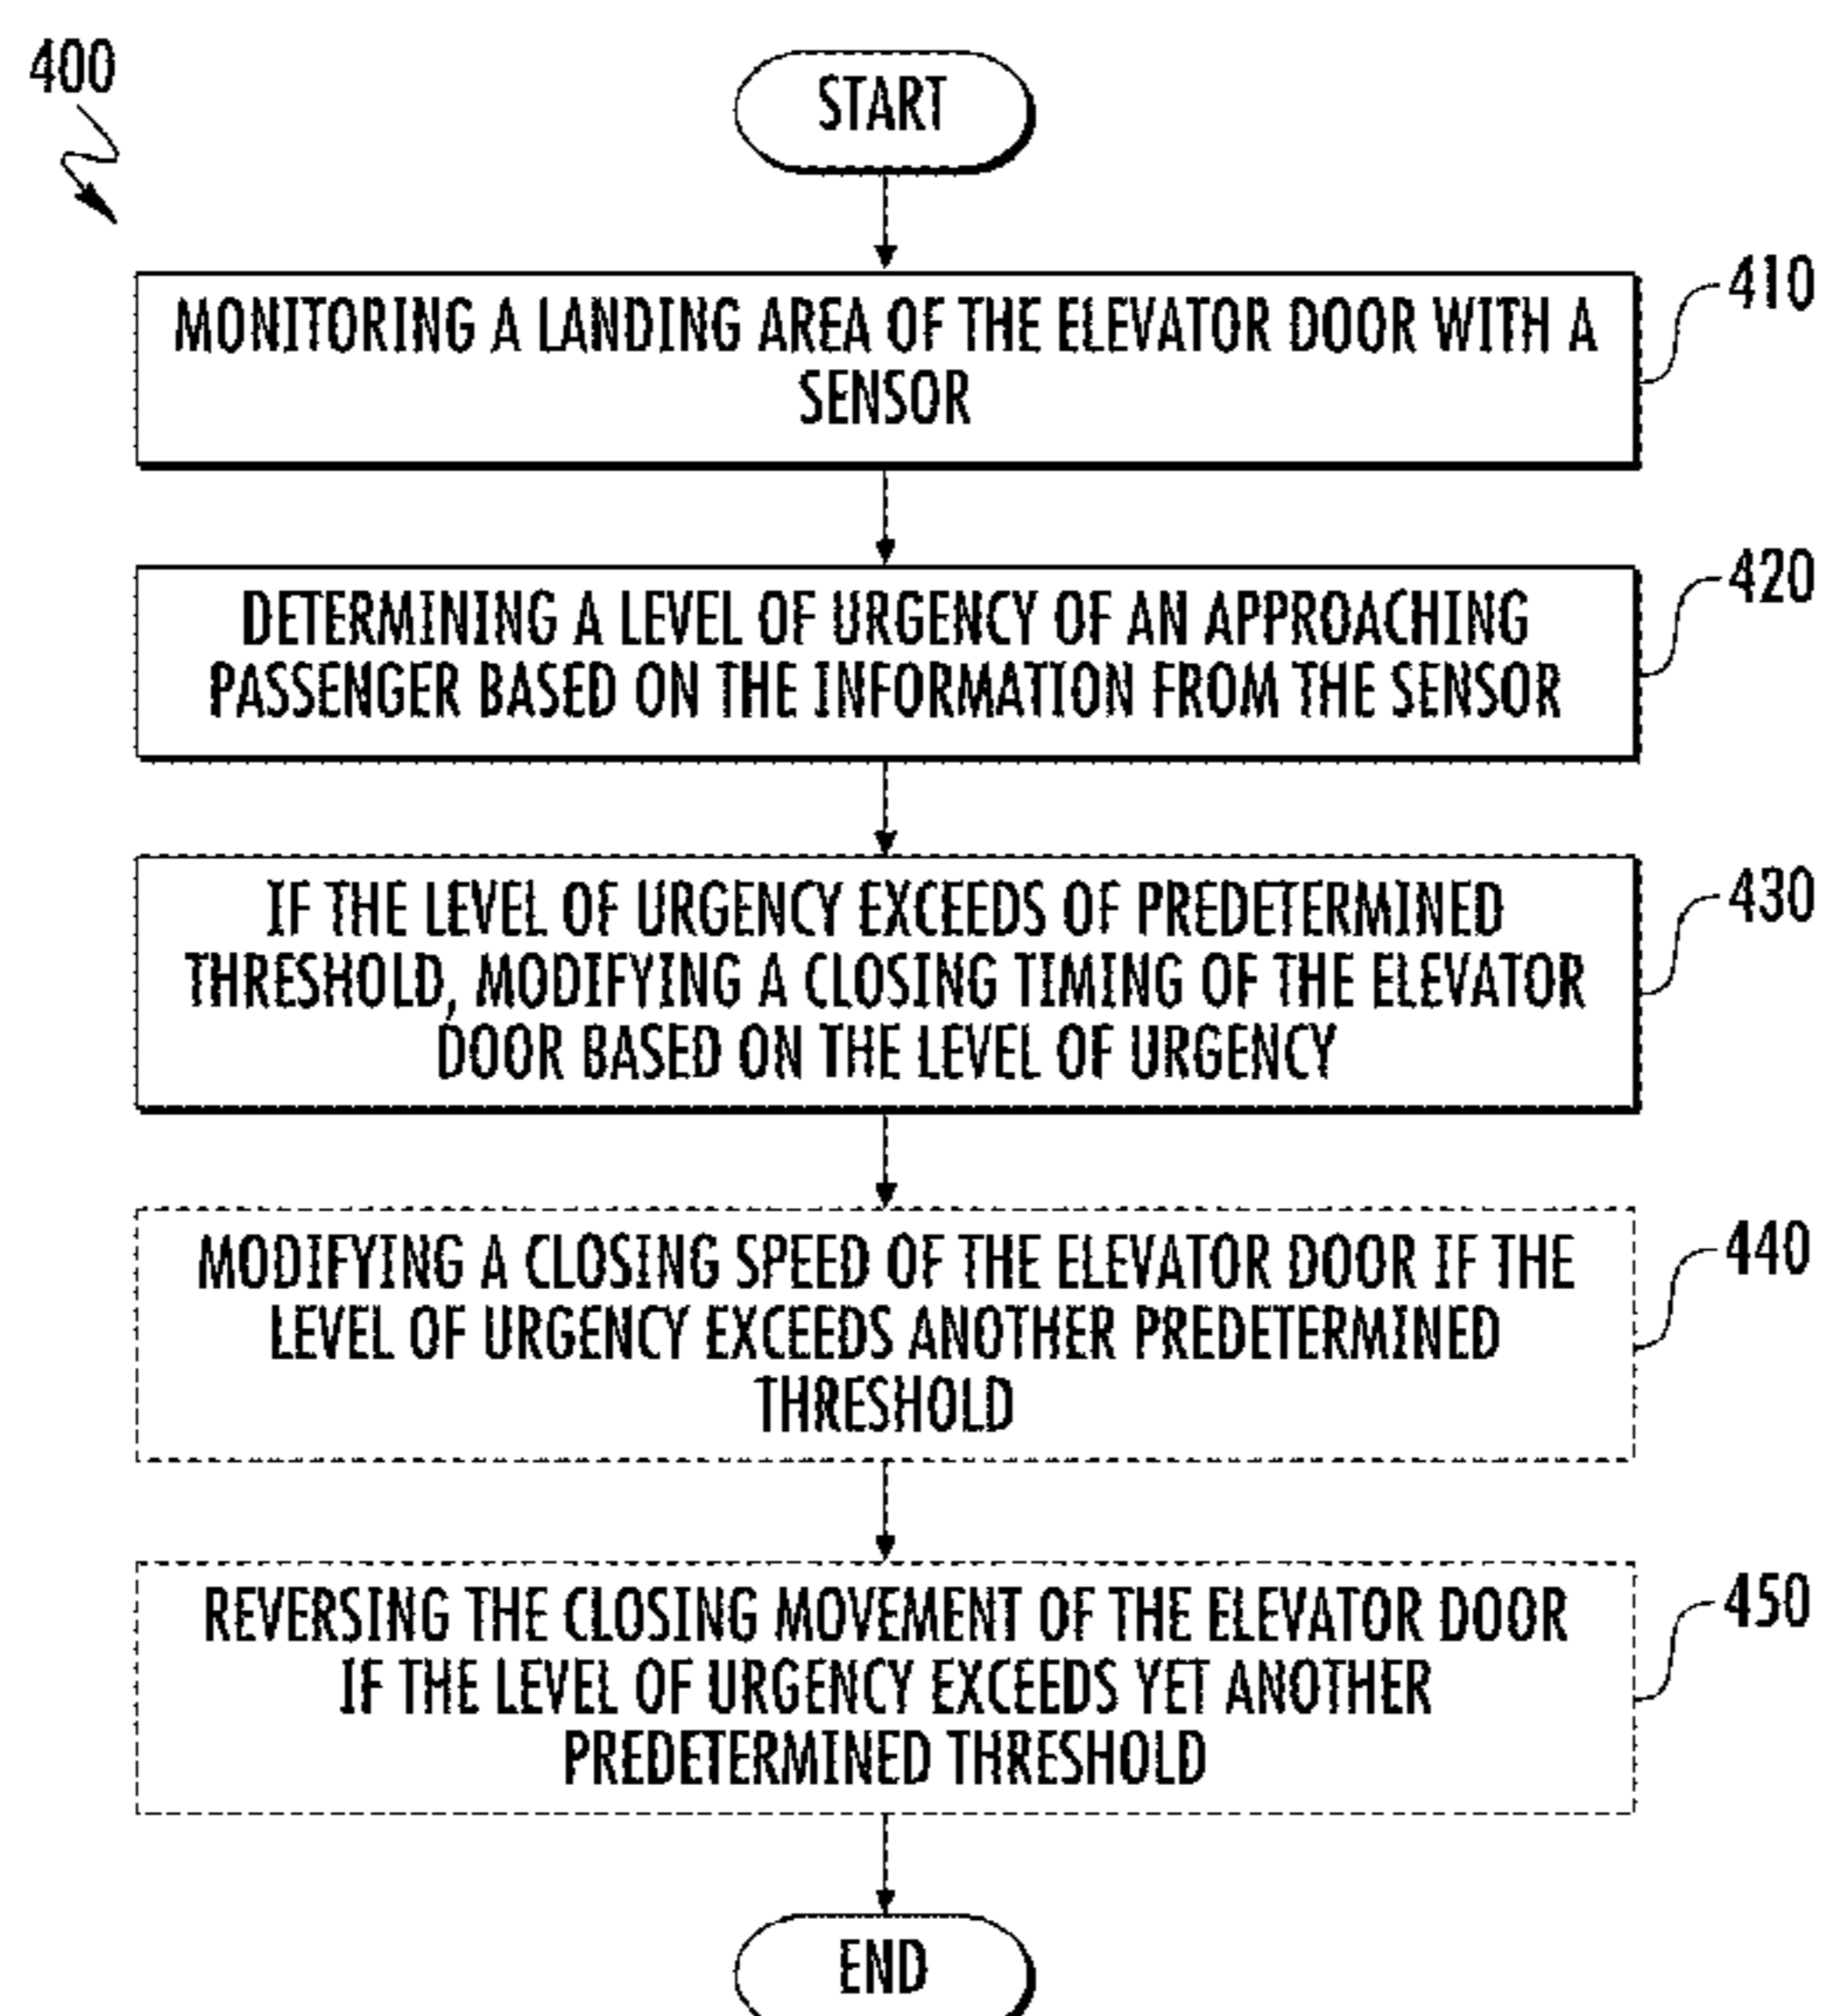 400
START
MONITORING A LANDING AREA OF THE ELEVATOR DOOR WITH A
SENSOR
410
DETERMINING A LEVEL OF URGENCY OF AN APPROACHING
PASSENGER BASED ON THE INFORMATION FROM THE SENSOR
420
IF THE LEVEL OF URGENCY EXCEEDS OF PREDETERMINED
THRESHOLD, MODIFYING A CLOSING TIMING OF THE ELEVATOR
DOOR BASED ON THE LEVEL OF URGENCY
430
MODIFYING A CLOSING SPEED OF THE ELEVATOR DOOR IF THE
LEVEL OF URGENCY EXCEEDS ANOTHER PREDETERMINED
THRESHOLD
440
REVERSING THE CLOSING MOVEMENT OF THE ELEVATOR DOOR
IF THE LEVEL OF URGENCY EXCEEDS YET ANOTHER
PREDETERMINED THRESHOLD
450
END